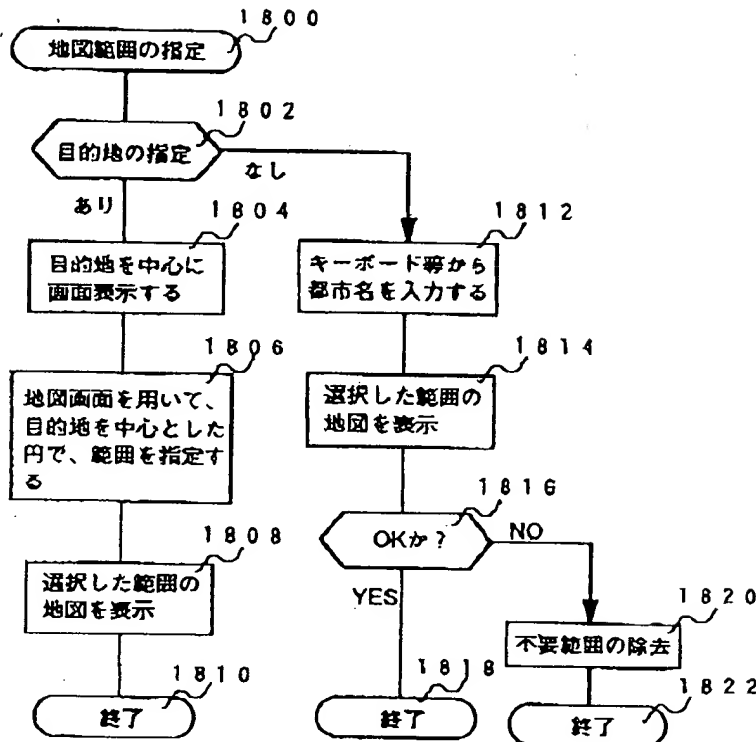 1800
地図範囲の指定
1802
目的地の指定
なし
あり
1804
目的地を中心に
画面表示する
1806
地図画面を用いて、
目的地を中心とした
円で、範囲を指定す
る
1808
選択した範囲の
地図を表示
1810
終了
1812
キーボード等から
都市名を入力する
1814
選択した範囲の
地図を表示
1816
OKか?
NO
YES
1818
終了
1820
不要範囲の除去
1822
終了